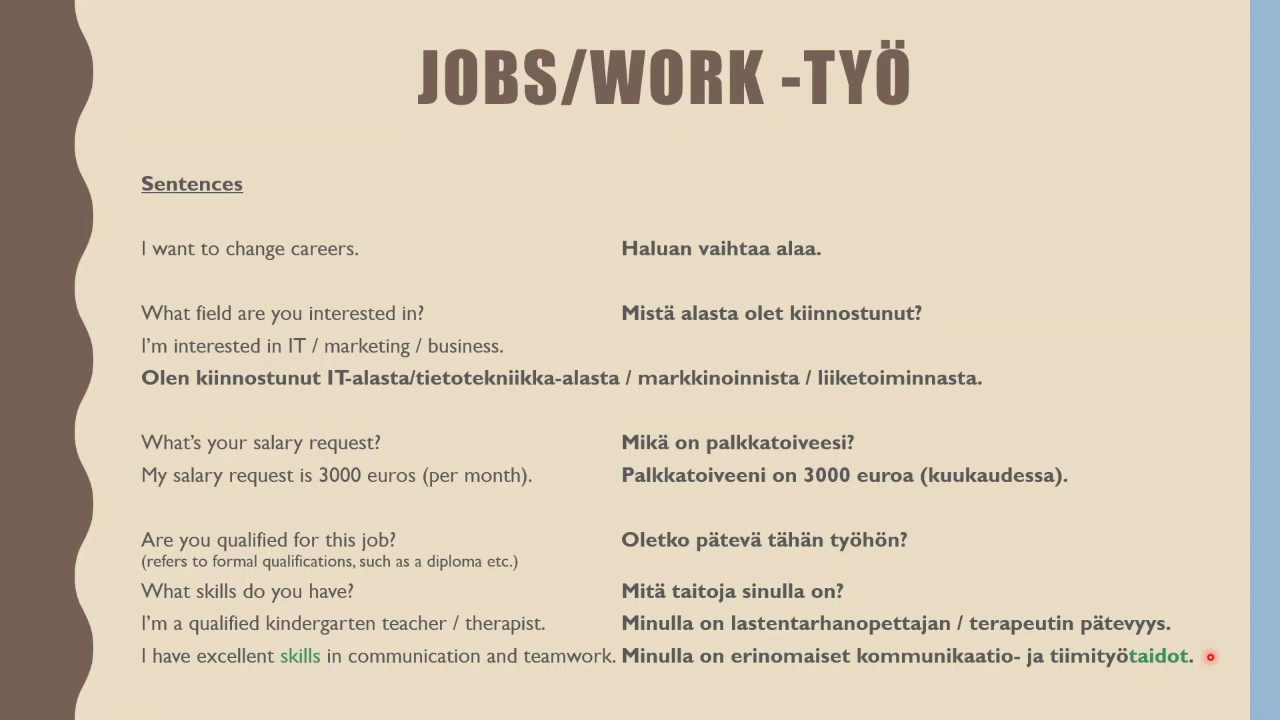 JOBS/WORK -TYÖ
Sentences
I want to change careers. Haluan vaihtaa alaa.
What field are you interested in? Mistä alasta olet kiinnostunut?
I'm interested in IT / marketing / business.
Olen kiinnostunut IT-alasta/tietotekniikka-alasta / markkinoinnista / liiketoiminnasta.
What's your salary request? Mikä on palkkatoiveesi?
My salary request is 3000 euros (per month). Palkkatoiveeni on 3000 euroa (kuukaudessa).
Are you qualified for this job? Oletko pätevä tähän työhön?
(refers to formal qualifications, such as a diploma etc.)
What skills do you have? Mitä taitoja sinulla on?
I'm a qualified kindergarten teacher / therapist. Minulla on lastentarhanopettajan / terapeutin pätevyys.
I have excellent skills in communication and teamwork. Minulla on erinomaiset kommunikaatio- ja tiimityötaidot.